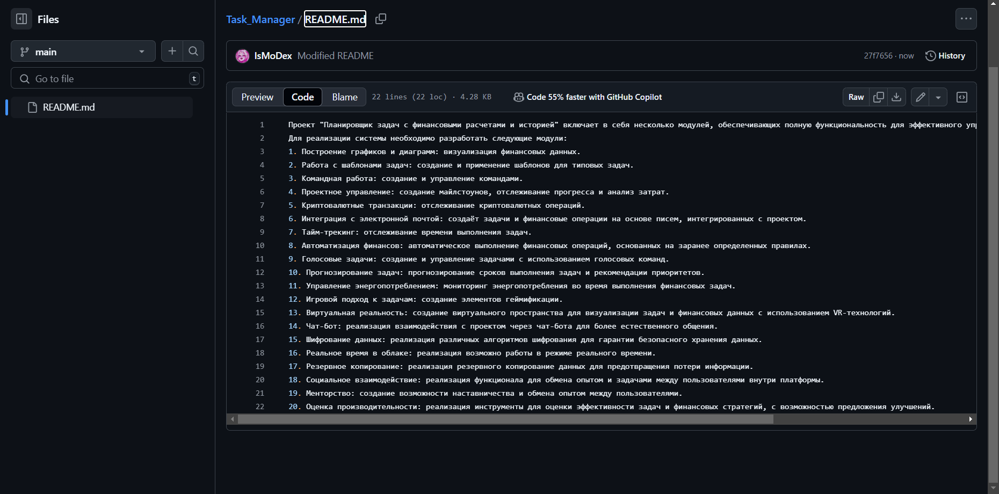 Files
Task_Manager / README.md
main
IsMoDex Modified README
27f7656 · now
History
Go to file
t
README.md
Preview
Code
Blame
22 lines (22 loc) · 4.28 KB
Code 55% faster with GitHub Copilot
Raw
1 Проект "Планировщик задач с финансовыми расчетами и историей" включает в себя несколько модулей, обеспечивающих полную функциональность для эффективного упр
2 Для реализации системы необходимо разработать следующие модули:
3 1. Построение графиков и диаграмм: визуализация финансовых данных.
4 2. Работа с шаблонами задач: создание и применение шаблонов для типовых задач.
5 3. Командная работа: создание и управление командами.
6 4. Проектное управление: создание майлстоунов, отслеживание прогресса и анализ затрат.
7 5. Криптовалютные транзакции: отслеживание криптовалютных операций.
8 6. Интеграция с электронной почтой: создаёт задачи и финансовые операции на основе писем, интегрированных с проектом.
9 7. Тайм-трекинг: отслеживание времени выполнения задач.
10 8. Автоматизация финансов: автоматическое выполнение финансовых операций, основанных на заранее определенных правилах.
11 9. Голосовые задачи: создание и управление задачами с использованием голосовых команд.
12 10. Прогнозирование задач: прогнозирование сроков выполнения задач и рекомендации приоритетов.
13 11. Управление энергопотреблением: мониторинг энергопотребления во время выполнения финансовых задач.
14 12. Игровой подход к задачам: создание элементов геймификации.
15 13. Виртуальная реальность: создание виртуального пространства для визуализации задач и финансовых данных с использованием VR-технологий.
16 14. Чат-бот: реализация взаимодействия с проектом через чат-бота для более естественного общения.
17 15. Шифрование данных: реализация различных алгоритмов шифрования для гарантии безопасного хранения данных.
18 16. Реальное время в облаке: реализация возможно работы в режиме реального времени.
19 17. Резервное копирование: реализация резервного копирование данных для предотвращения потери информации.
20 18. Социальное взаимодействие: реализация функционала для обмена опытом и задачами между пользователями внутри платформы.
21 19. Менторство: создание возможности наставничества и обмена опытом между пользователями.
22 20. Оценка производительности: реализация инструменты для оценки эффективности задач и финансовых стратегий, с возможностью предложения улучшений.